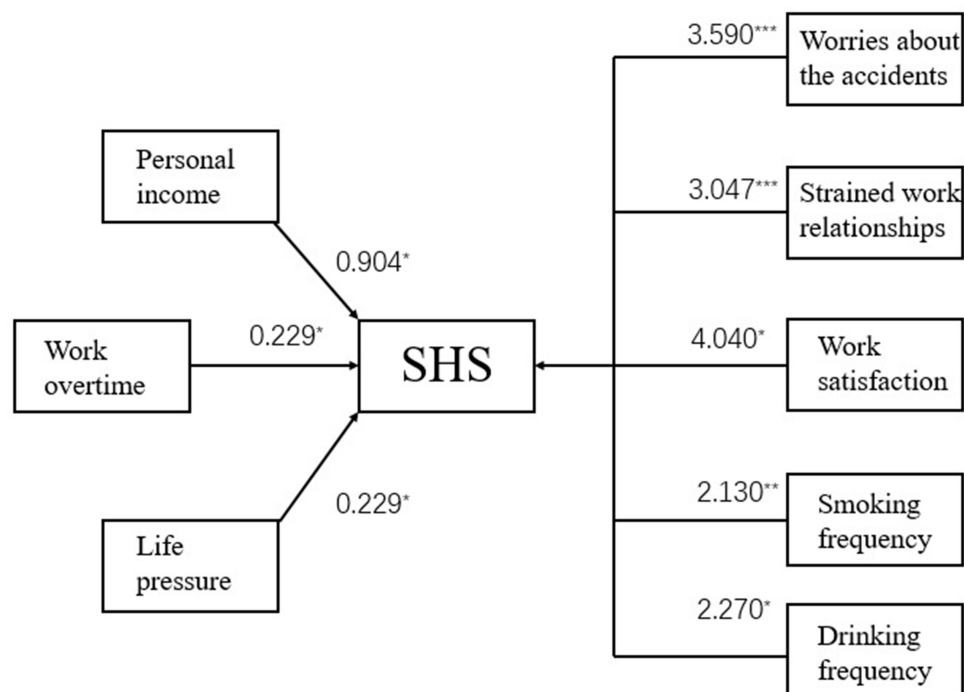 3.590***
Worries about
the accidents
Personal
income
3.047***
Strained work
relationships
0.904*
Work
overtime
0.229*
SHS
4.040*
Work
satisfaction
0.229*
Life
pressure
2.130**
Smoking
frequency
2.270*
Drinking
frequency